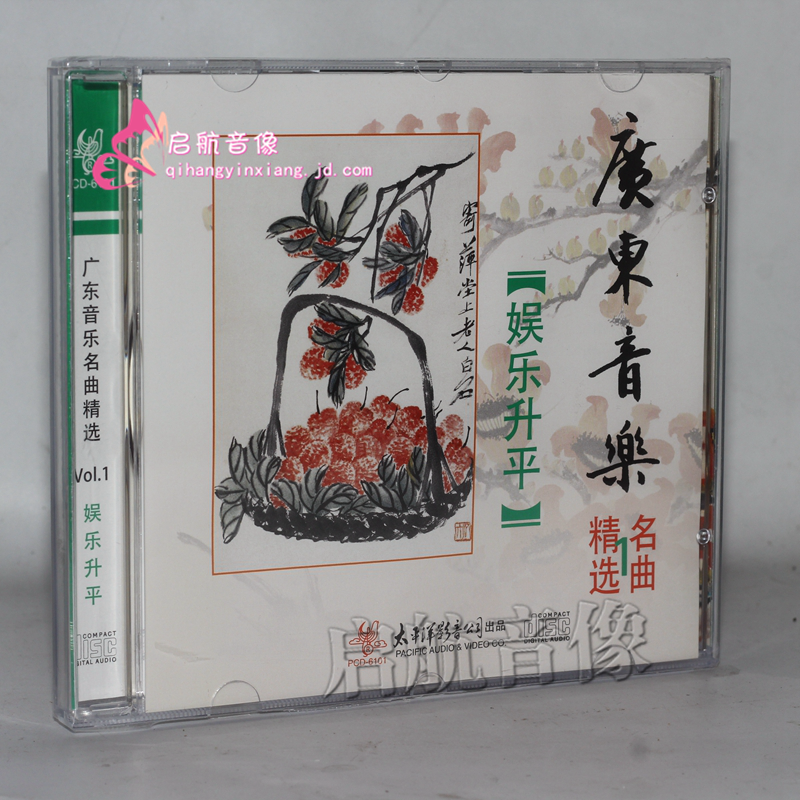 启航音像
qihangyinxiang.jd.com
广东音乐名曲精选
Vol.1
娱乐升平
COMPACT
DISC
DIGITAL AUDIO
寄萍堂上老人白石
廣東音樂
【娱乐升平】
名曲
1
精选
太平洋影音公司出品
PACIFIC AUDIO & VIDEO CO.
PCD-6101
COMPACT
DISC
DIGITAL AUDIO
启航音像